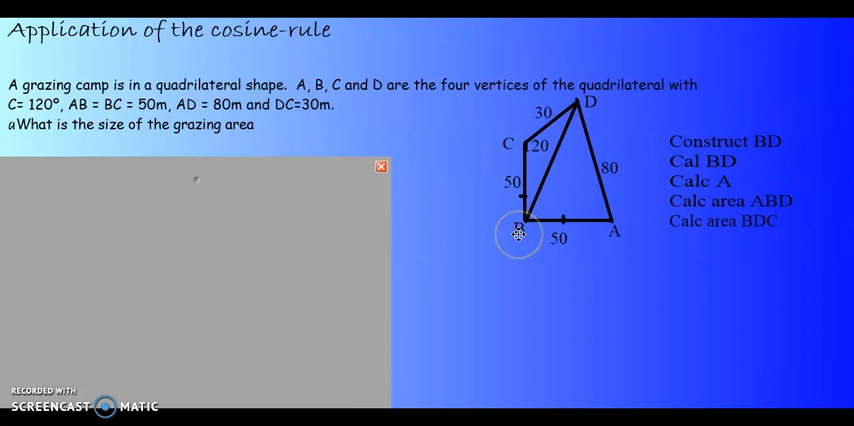 Application of the cosine-rule
A grazing camp is in a quadrilateral shape. A, B, C and D are the four vertices of the quadrilateral with
C= 120º, AB = BC = 50m, AD = 80m and DC=30m.
aWhat is the size of the grazing area
D
30
C
120
50
80
B
50
A
Construct BD
Cal BD
Calc A
Calc area ABD
Calc area BDC
RECORDED WITH
SCREENCAST MATIC